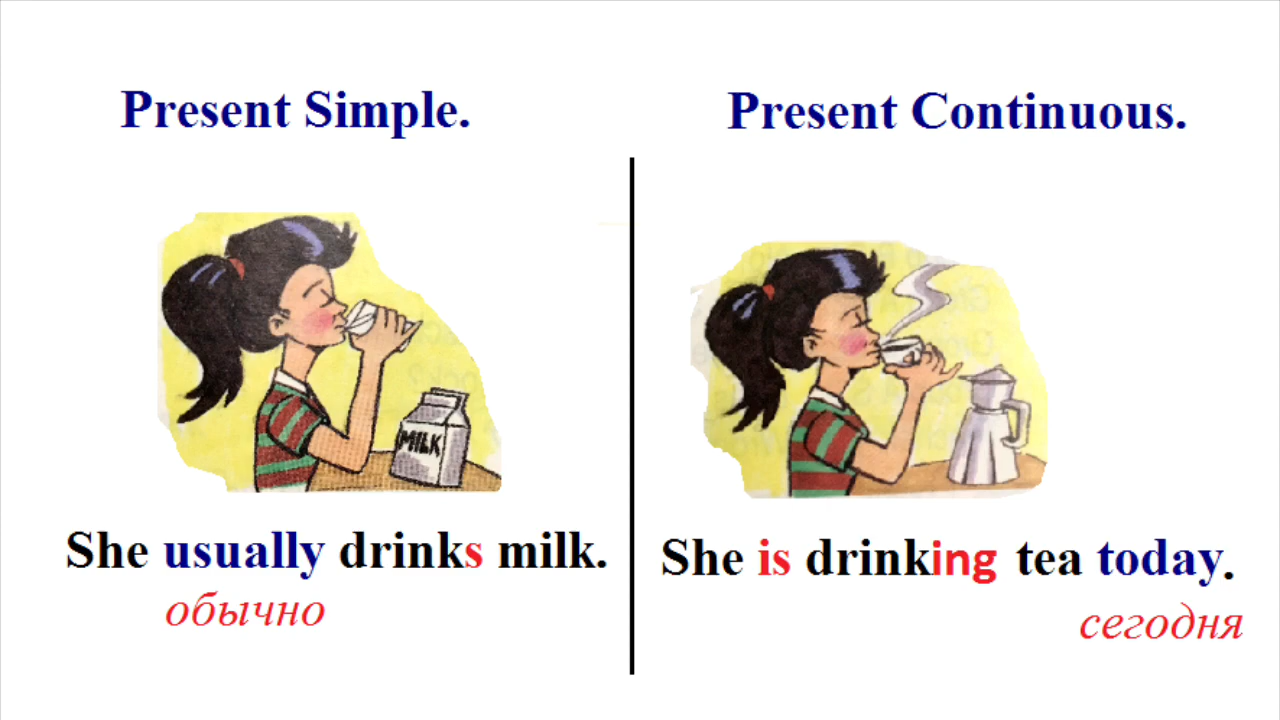 Present Simple.
MILK
She usually drinks milk.
обычно
Present Continuous.
She is drinking tea today.
сегодня